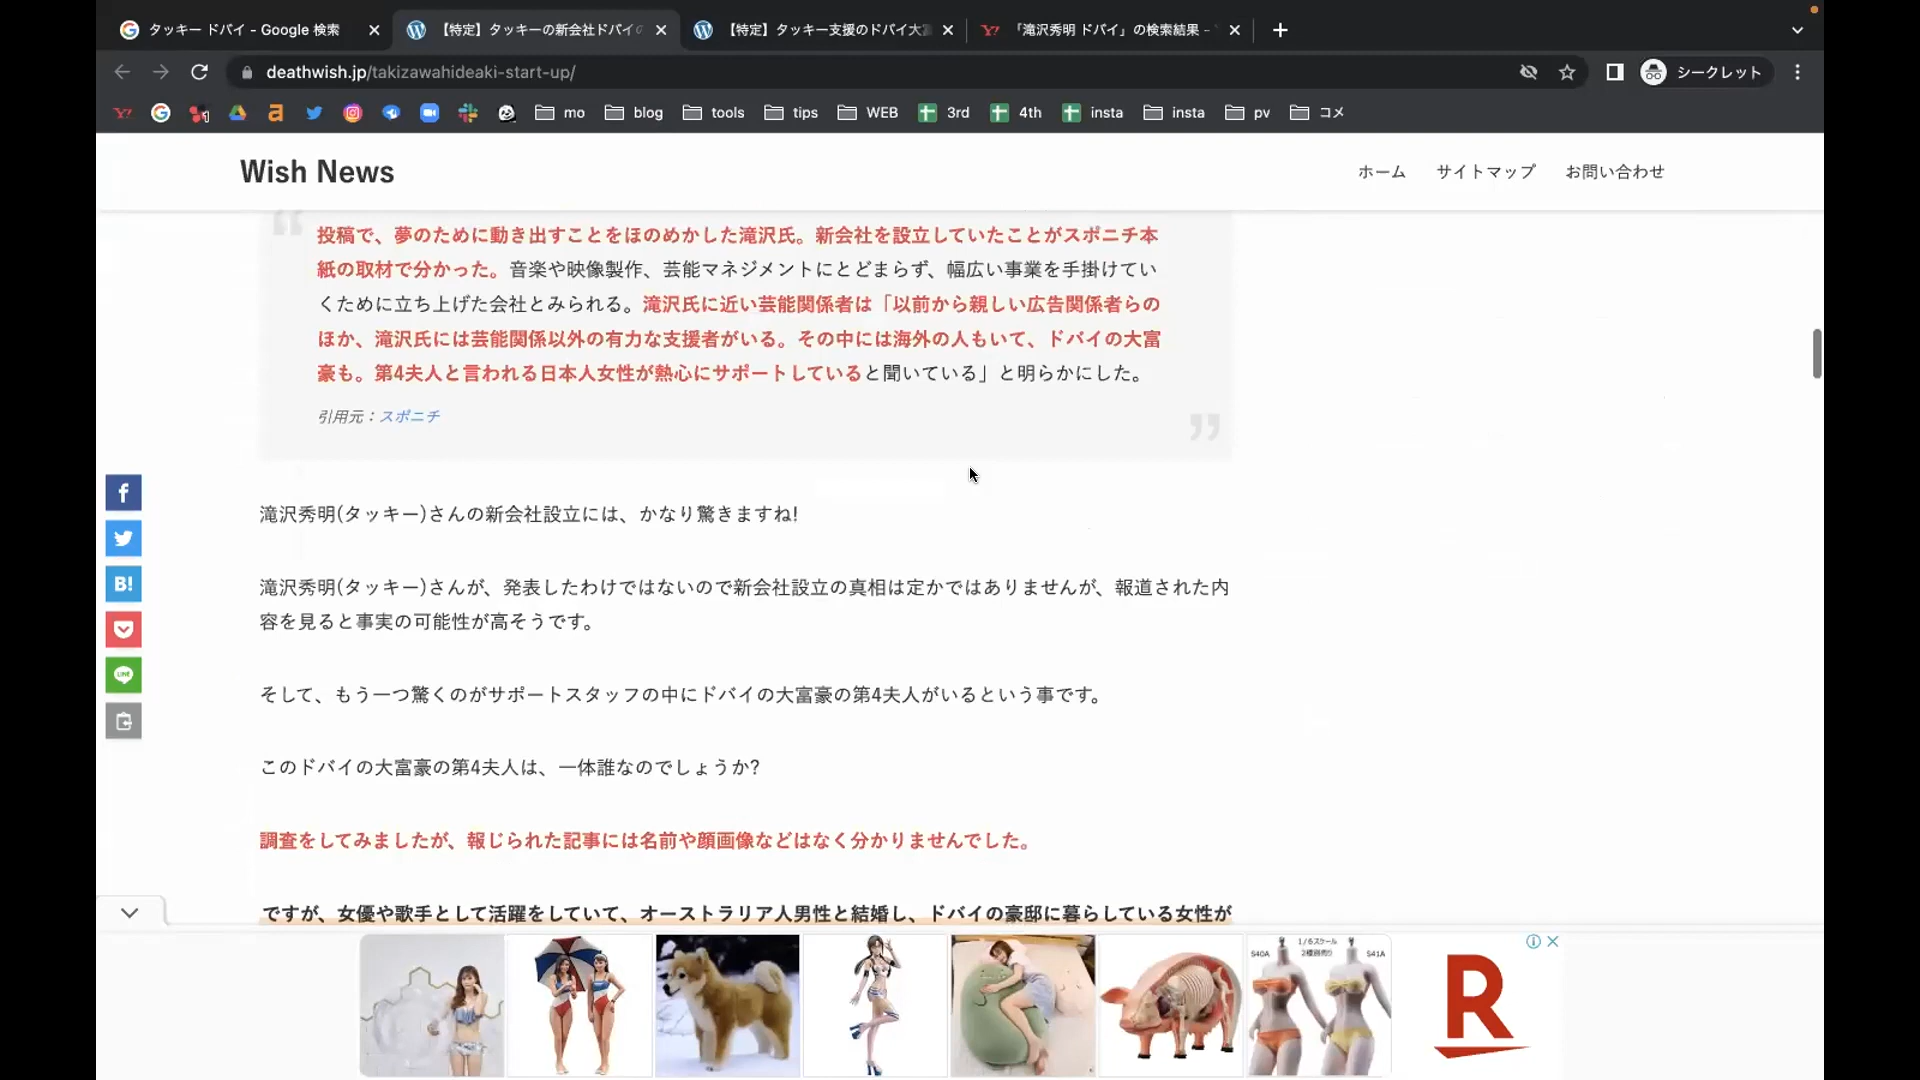 タッキー ドバイ - Google 検索
【特定】タッキーの新会社ドバイの
【特定】タッキー支援のドバイ大富
「滝沢秀明 ドバイ」の検索結果 -
deathwish.jp/takizawahideaki-start-up/
シークレット
mo
blog
tools
tips
WEB
3rd
4th
insta
insta
pv
コメ
Wish News
ホーム
サイトマップ
お問い合わせ
投稿で、夢のために動き出すことをほのめかした滝沢氏。新会社を設立していたことがスポニチ本
紙の取材で分かった。音楽や映像製作、芸能マネジメントにとどまらず、幅広い事業を手掛けてい
くために立ち上げた会社とみられる。滝沢氏に近い芸能関係者は「以前から親しい広告関係者らの
ほか、滝沢氏には芸能関係以外の有力な支援者がいる。その中には海外の人もいて、ドバイの大富
豪も。第4夫人と言われる日本人女性が熱心にサポートしていると聞いている」と明らかにした。
引用元：スポニチ
滝沢秀明(タッキー)さんの新会社設立には、かなり驚きますね!
滝沢秀明(タッキー)さんが、発表したわけではないので新会社設立の真相は定かではありませんが、報道された内
容を見ると事実の可能性が高そうです。
そして、もう一つ驚くのがサポートスタッフの中にドバイの大富豪の第4夫人がいるという事です。
このドバイの大富豪の第4夫人は、一体誰なのでしょうか?
調査をしてみましたが、報じられた記事には名前や顔画像などはなく分かりませんでした。
ですが、女優や歌手として活躍をしていて、オーストラリア人男性と結婚し、ドバイの豪邸に暮らしている女性が
B!
LINE
1/6スケール
2種類売り
S40A
S41A
R